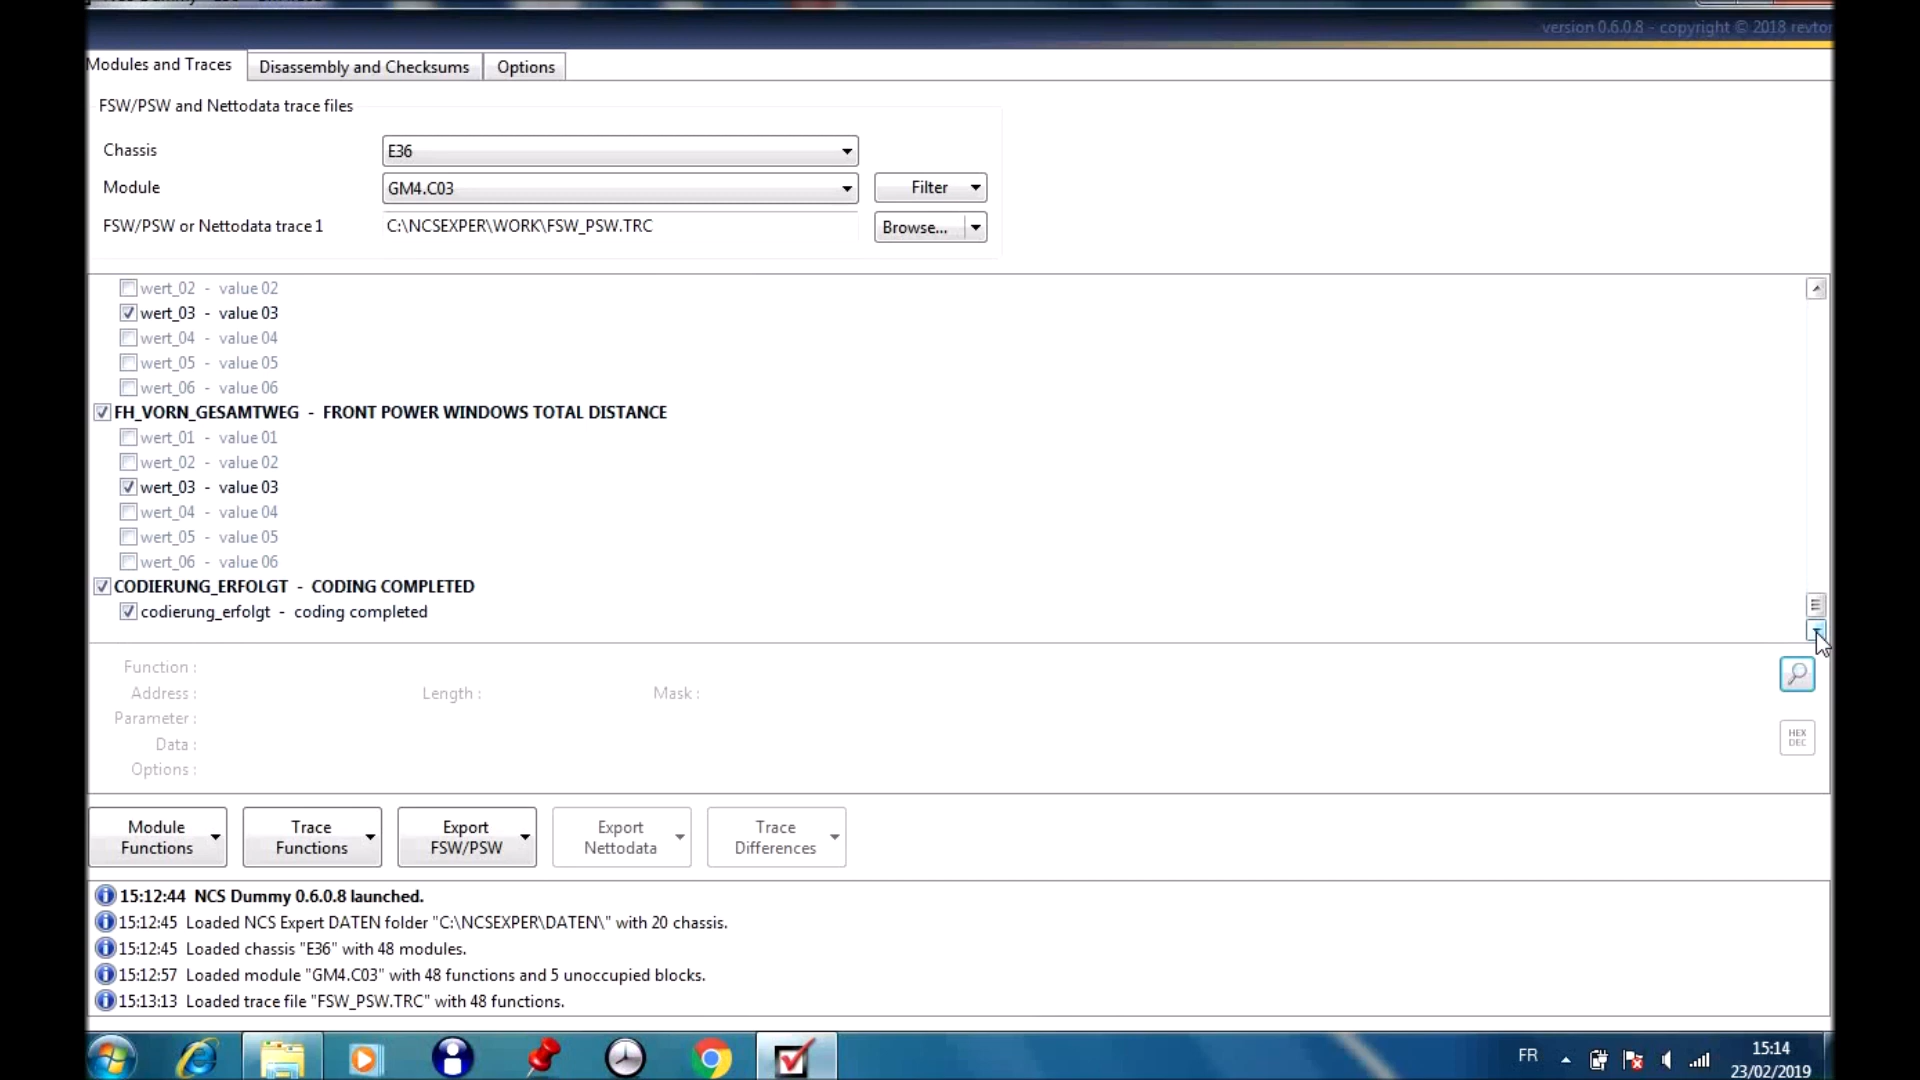 version 0.6.0.8 - copyright © 2018 revtor
Modules and Traces
Disassembly and Checksums
Options
FSW/PSW and Nettodata trace files
Chassis
E36
Module
GM4.C03
Filter
FSW/PSW or Nettodata trace 1
C:\NCSEXPER\WORK\FSW_PSW.TRC
Browse...
wert_02 - value 02
wert_03 - value 03
wert_04 - value 04
wert_05 - value 05
wert_06 - value 06
FH_VORN_GESAMTWEG - FRONT POWER WINDOWS TOTAL DISTANCE
wert_01 - value 01
wert_02 - value 02
wert_03 - value 03
wert_04 - value 04
wert_05 - value 05
wert_06 - value 06
CODIERUNG_ERFOLGT - CODING COMPLETED
codierung_erfolgt - coding completed
Function :
Address :
Length :
Mask :
Parameter :
Data :
Options :
HEX
DEC
Module
Functions
Trace
Functions
Export
FSW/PSW
Export
Nettodata
Trace
Differences
15:12:44 NCS Dummy 0.6.0.8 launched.
15:12:45 Loaded NCS Expert DATEN folder "C:\NCSEXPER\DATEN\" with 20 chassis.
15:12:45 Loaded chassis "E36" with 48 modules.
15:12:57 Loaded module "GM4.C03" with 48 functions and 5 unoccupied blocks.
15:13:13 Loaded trace file "FSW_PSW.TRC" with 48 functions.
FR
15:14
23/02/2019